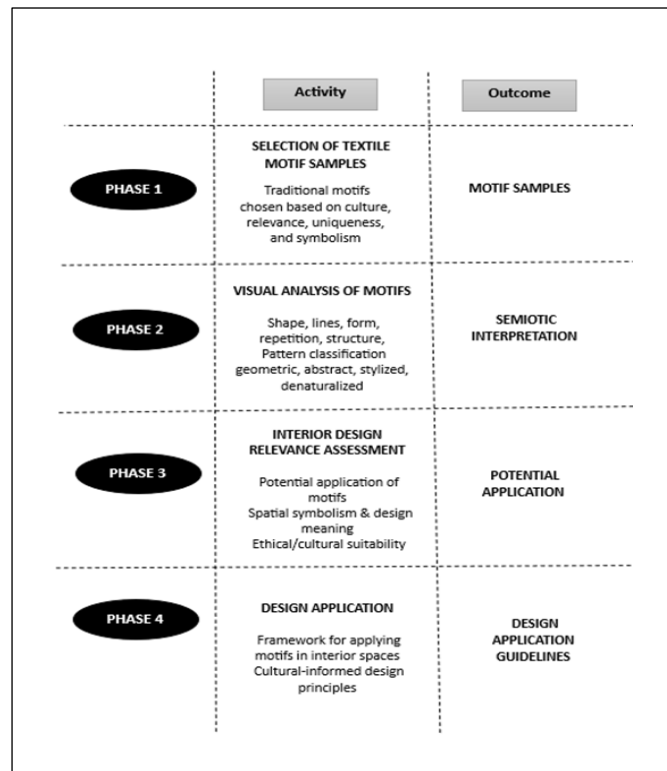 Activity
Outcome
PHASE 1
SELECTION OF TEXTILE
MOTIF SAMPLES
Traditional motifs
chosen based on culture,
relevance, uniqueness,
and symbolism
MOTIF SAMPLES
PHASE 2
VISUAL ANALYSIS OF MOTIFS
Shape, lines, form,
repetition, structure,
Pattern classification
geometric, abstract, stylized,
denaturalized
SEMIOTIC
INTERPRETATION
PHASE 3
INTERIOR DESIGN
RELEVANCE ASSESSMENT
Potential application of
motifs
Spatial symbolism & design
meaning
Ethical/cultural suitability
POTENTIAL
APPLICATION
PHASE 4
DESIGN APPLICATION
Framework for applying
motifs in interior spaces
Cultural-informed design
principles
DESIGN
APPLICATION
GUIDELINES